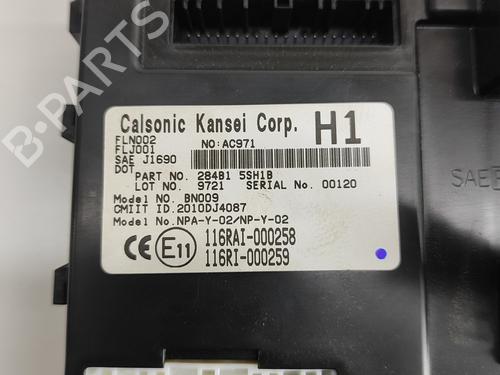 Calsonic Kansei Corp. H1
FLN002
FLJ001
NO:AC971
SAE J1690
DOT
PART NO. 284B1 5SH1B
LOT NO. 9721 SERIAL NO. 00120
Model No. BN009
CMIIT ID.2010DJ4087
Model No.NPA-Y-02/NP-Y-02
CE E11 116RAI-000258
116RI-000259
SAE
B-PARTS